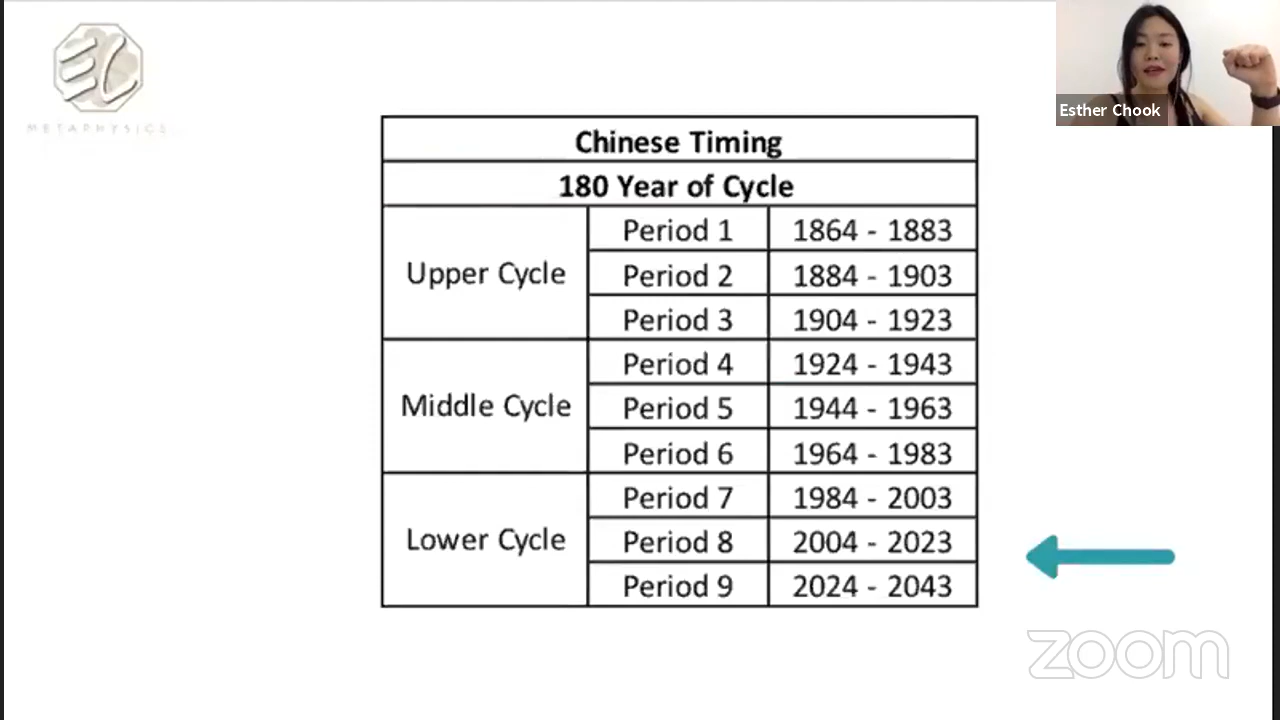 EC
METAPHYSICS
Esther Chook
Chinese Timing
180 Year of Cycle
Upper Cycle
Period 1
1864 - 1883
Period 2
1884 - 1903
Period 3
1904 - 1923
Middle Cycle
Period 4
1924 - 1943
Period 5
1944 - 1963
Period 6
1964 - 1983
Lower Cycle
Period 7
1984 - 2003
Period 8
2004 - 2023
Period 9
2024 - 2043
zoom